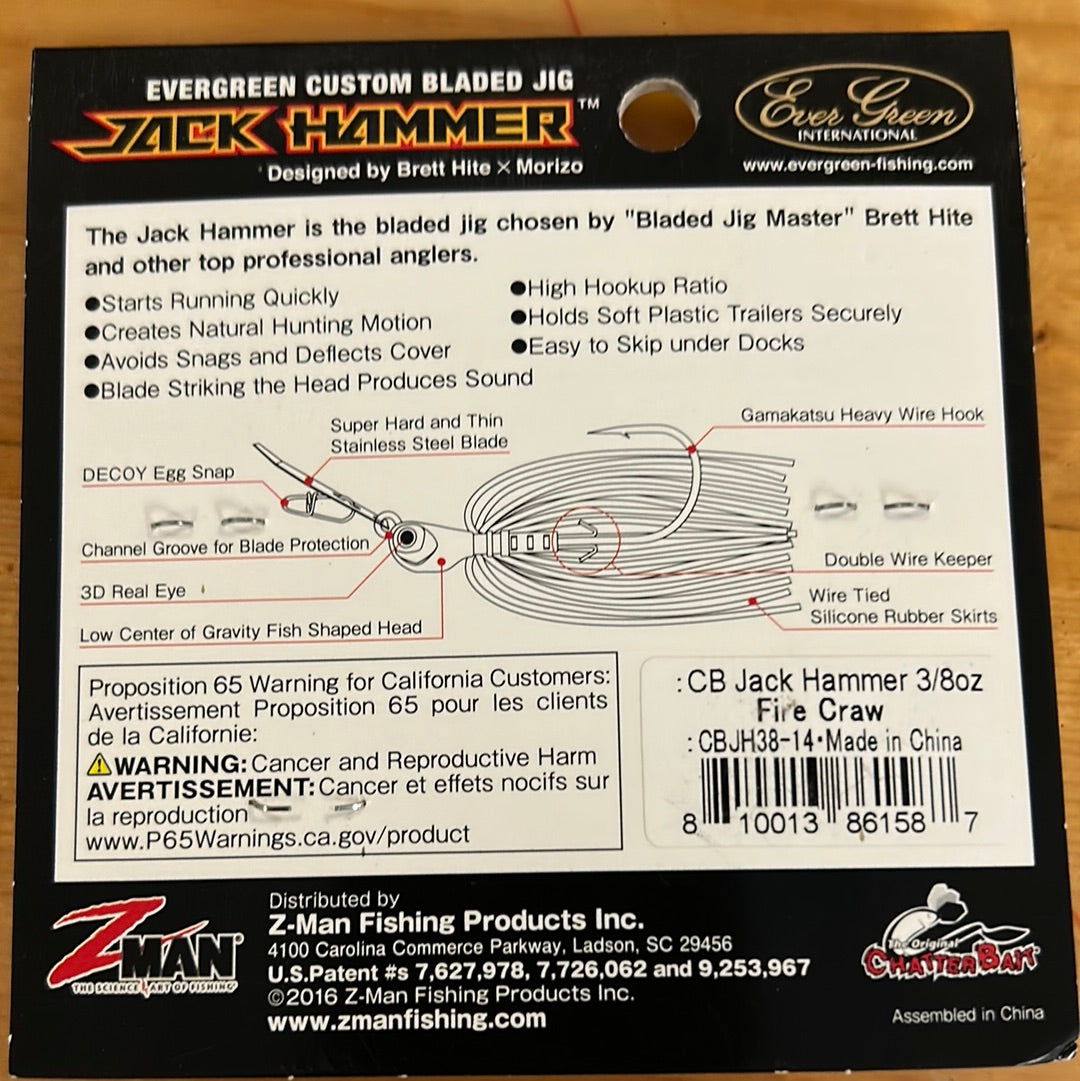 EVERGREEN CUSTOM BLADED JIG
JACK HAMMER™
Designed by Brett Hite × Morizo
Ever Green
INTERNATIONAL
www.evergreen-fishing.com
The Jack Hammer is the bladed jig chosen by "Bladed Jig Master" Brett Hite
and other top professional anglers.
●Starts Running Quickly
●Creates Natural Hunting Motion
●Avoids Snags and Deflects Cover
●Blade Striking the Head Produces Sound
●High Hookup Ratio
●Holds Soft Plastic Trailers Securely
●Easy to Skip under Docks
Super Hard and Thin
Stainless Steel Blade
Gamakatsu Heavy Wire Hook
DECOY Egg Snap
Channel Groove for Blade Protection
3D Real Eye
Low Center of Gravity Fish Shaped Head
Double Wire Keeper
Wire Tied
Silicone Rubber Skirts
Proposition 65 Warning for California Customers:
Avertissement Proposition 65 pour les clients
de la Californie:
⚠WARNING: Cancer and Reproductive Harm
AVERTISSEMENT: Cancer et effets nocifs sur
la reproduction
www.P65Warnings.ca.gov/product
:CB Jack Hammer 3/8oz
Fire Craw
:CBJH38-14・Made in China
8 10013 86158 7
ZMAN®
THE SCIENCE & ART OF FISHING®
Distributed by
Z-Man Fishing Products Inc.
4100 Carolina Commerce Parkway, Ladson, SC 29456
U.S.Patent #s 7,627,978, 7,726,062 and 9,253,967
©2016 Z-Man Fishing Products Inc.
www.zmanfishing.com
The Original
CHATTERBAIT
Assembled in China